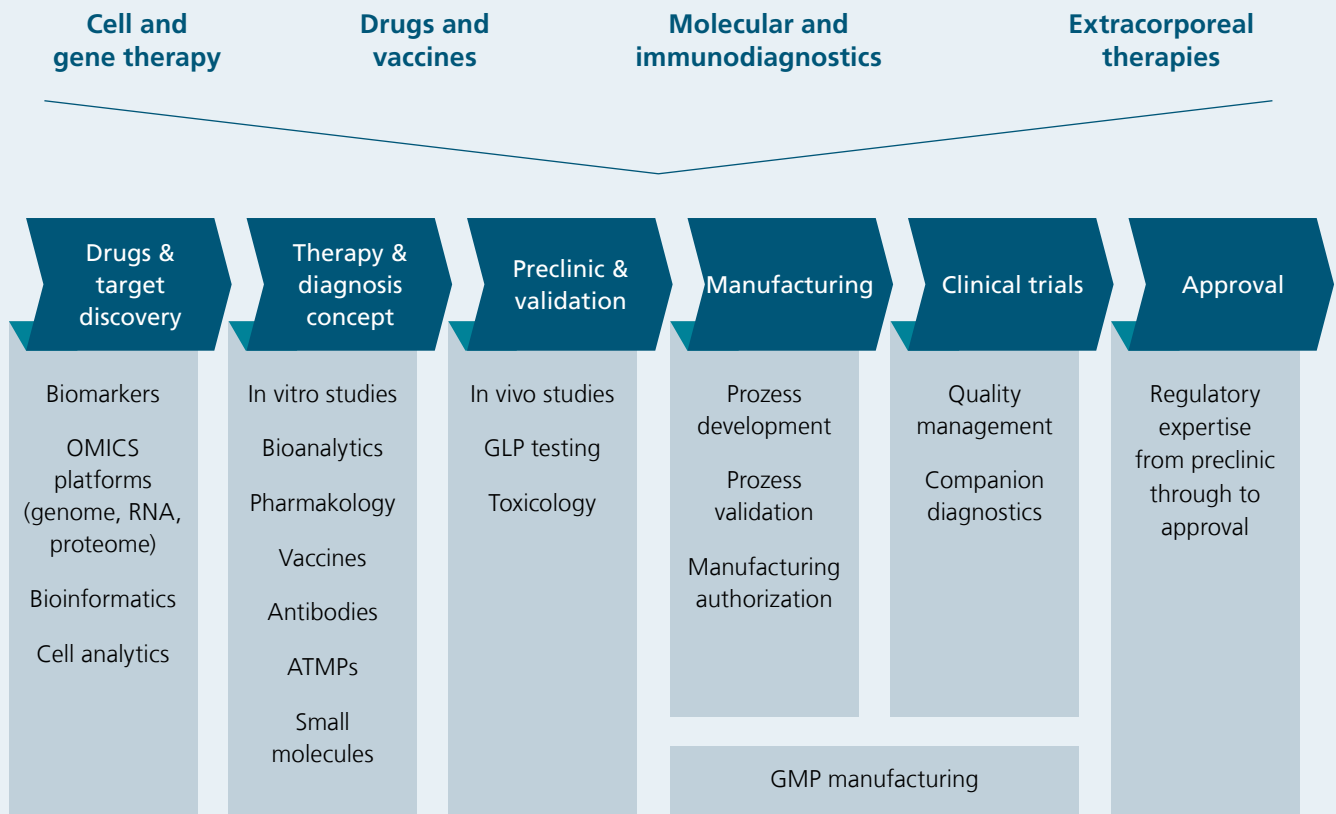 Cell and
gene therapy
Drugs and
vaccines
Molecular and
immunodiagnostics
Extracorporeal
therapies
Drugs &
target
discovery
Therapy &
diagnosis
concept
Preclinic &
validation
Manufacturing
Clinical trials
Approval
Biomarkers
OMICS
platforms
(genome, RNA,
proteome)
Bioinformatics
Cell analytics
In vitro studies
Bioanalytics
Pharmakology
Vaccines
Antibodies
ATMPs
Small
molecules
In vivo studies
GLP testing
Toxicology
Prozess
development
Prozess
validation
Manufacturing
authorization
Quality
management
Companion
diagnostics
GMP manufacturing
Regulatory
expertise
from preclinic
through to
approval